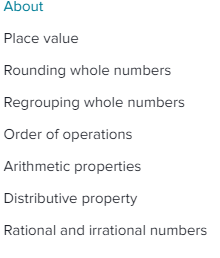 About
Place value
Rounding whole numbers
Regrouping whole numbers
Order of operations
Arithmetic properties
Distributive property
Rational and irrational numbers